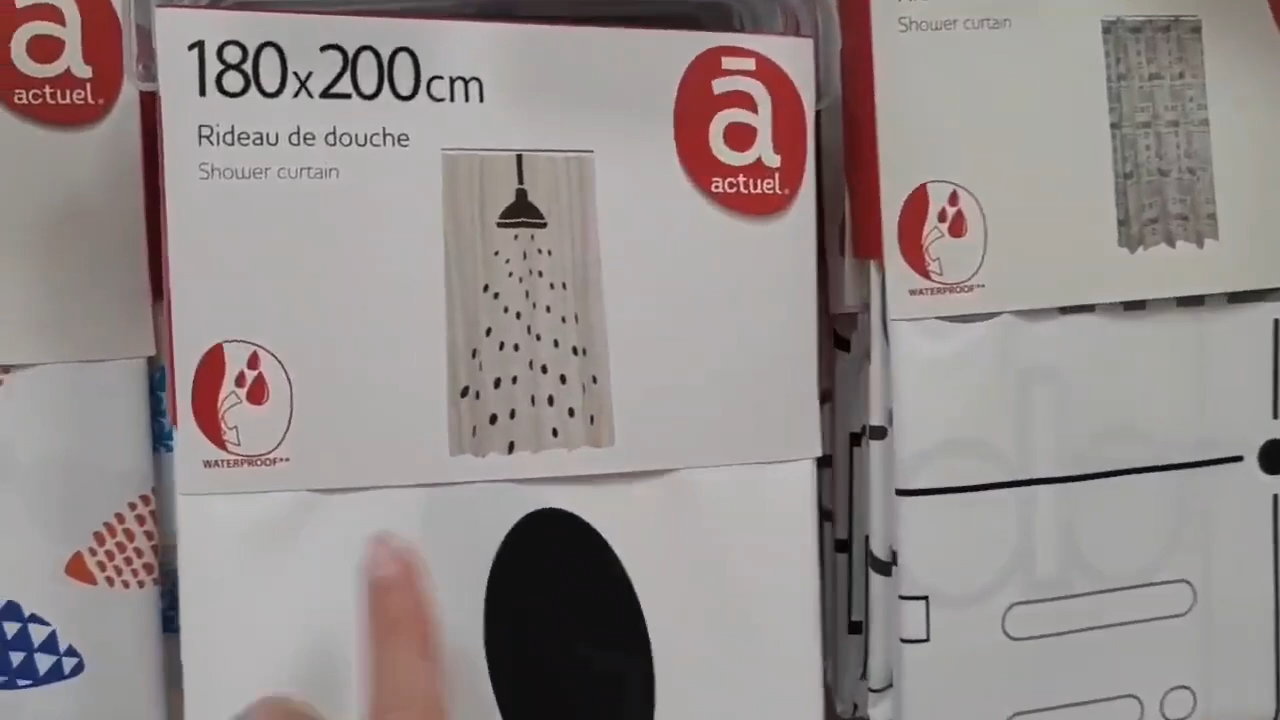 actuel.
180x200cm
Rideau de douche
Shower curtain
WATERPROOF**
ā
actuel.
Shower curtain
WATERPROOF**